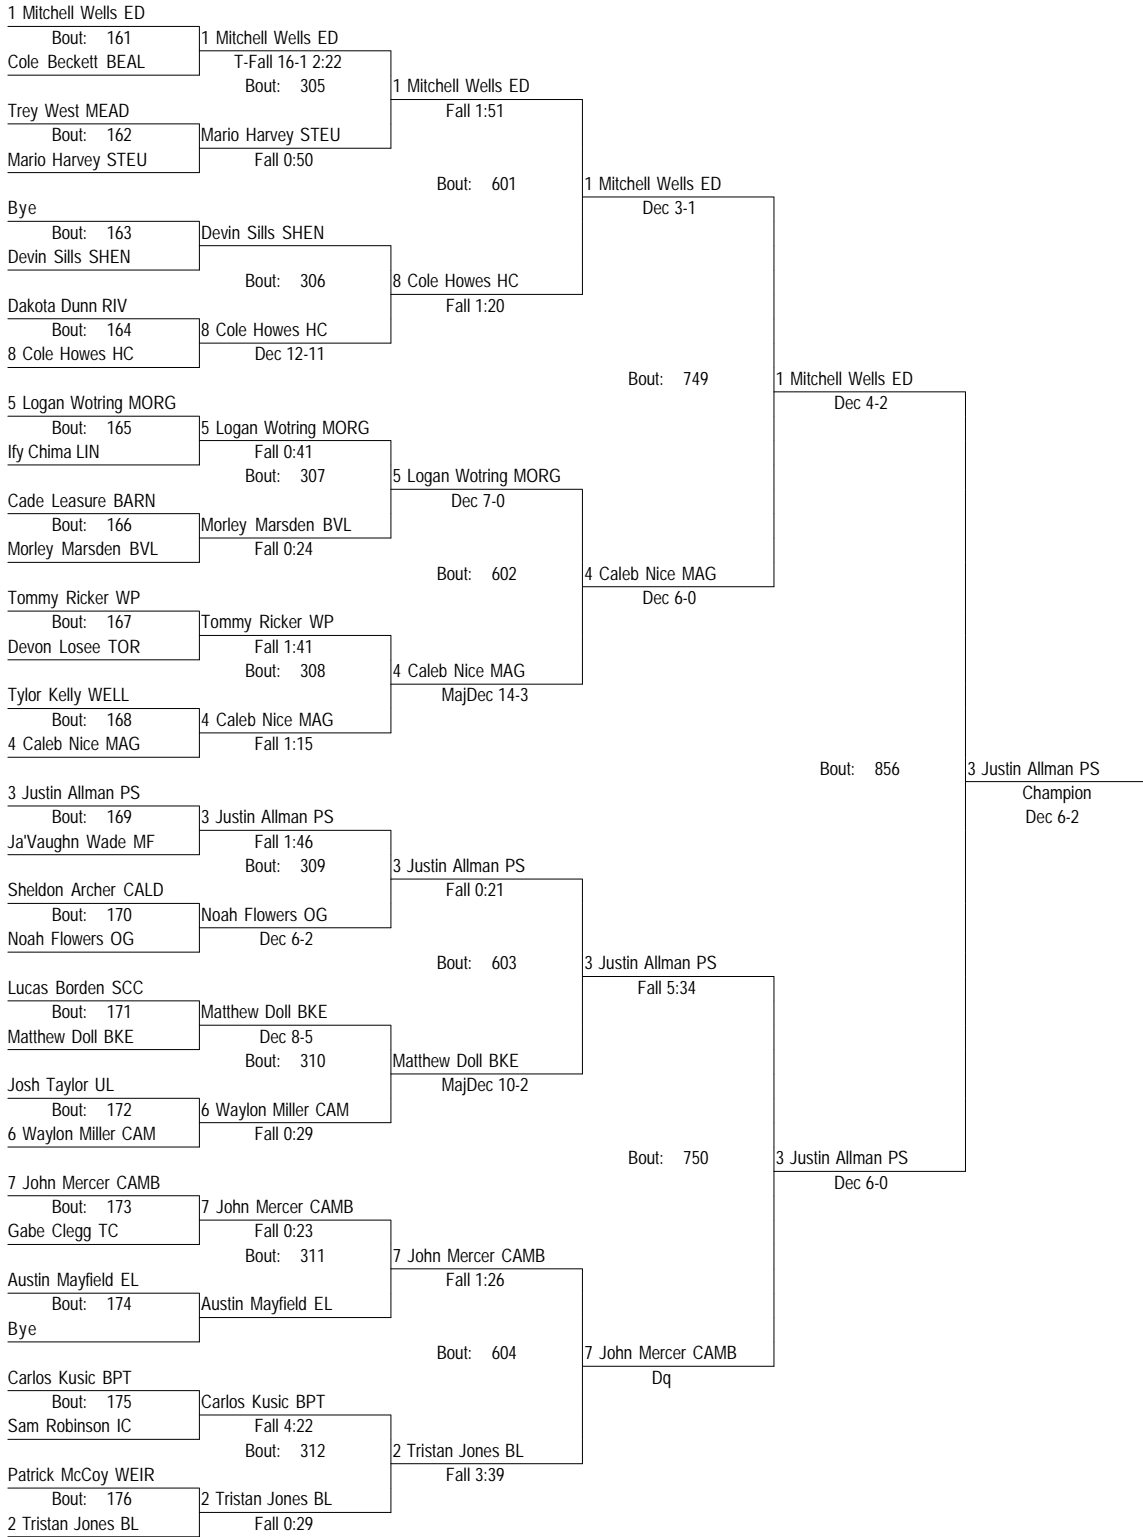 1 Mitchell Wells ED
Bout: 161
Cole Beckett BEAL
1 Mitchell Wells ED
T-Fall 16-1 2:22
Bout: 305
1 Mitchell Wells ED
Fall 1:51
Trey West MEAD
Bout: 162
Mario Harvey STEU
Mario Harvey STEU
Fall 0:50
Bout: 601
1 Mitchell Wells ED
Dec 3-1
Bye
Bout: 163
Devin Sills SHEN
Devin Sills SHEN
Bout: 306
8 Cole Howes HC
Fall 1:20
Dakota Dunn RIV
Bout: 164
8 Cole Howes HC
8 Cole Howes HC
Dec 12-11
Bout: 749
1 Mitchell Wells ED
Dec 4-2
5 Logan Wotring MORG
Bout: 165
Ify Chima LIN
5 Logan Wotring MORG
Fall 0:41
Bout: 307
5 Logan Wotring MORG
Dec 7-0
Cade Leasure BARN
Bout: 166
Morley Marsden BVL
Morley Marsden BVL
Fall 0:24
Bout: 602
4 Caleb Nice MAG
Dec 6-0
Tommy Ricker WP
Bout: 167
Devon Losee TOR
Tommy Ricker WP
Fall 1:41
Bout: 308
4 Caleb Nice MAG
MajDec 14-3
Tylor Kelly WELL
Bout: 168
4 Caleb Nice MAG
4 Caleb Nice MAG
Fall 1:15
Bout: 856
3 Justin Allman PS
Champion
Dec 6-2
3 Justin Allman PS
Bout: 169
Ja'Vaughn Wade MF
3 Justin Allman PS
Fall 1:46
Bout: 309
3 Justin Allman PS
Fall 0:21
Sheldon Archer CALD
Bout: 170
Noah Flowers OG
Noah Flowers OG
Dec 6-2
Bout: 603
3 Justin Allman PS
Fall 5:34
Lucas Borden SCC
Bout: 171
Matthew Doll BKE
Matthew Doll BKE
Dec 8-5
Bout: 310
Matthew Doll BKE
MajDec 10-2
Josh Taylor UL
Bout: 172
6 Waylon Miller CAM
6 Waylon Miller CAM
Fall 0:29
Bout: 750
3 Justin Allman PS
Dec 6-0
7 John Mercer CAMB
Bout: 173
Gabe Clegg TC
7 John Mercer CAMB
Fall 0:23
Bout: 311
7 John Mercer CAMB
Fall 1:26
Austin Mayfield EL
Bout: 174
Bye
Austin Mayfield EL
Bout: 604
7 John Mercer CAMB
Dq
Carlos Kusic BPT
Bout: 175
Sam Robinson IC
Carlos Kusic BPT
Fall 4:22
Bout: 312
2 Tristan Jones BL
Fall 3:39
Patrick McCoy WEIR
Bout: 176
2 Tristan Jones BL
2 Tristan Jones BL
Fall 0:29